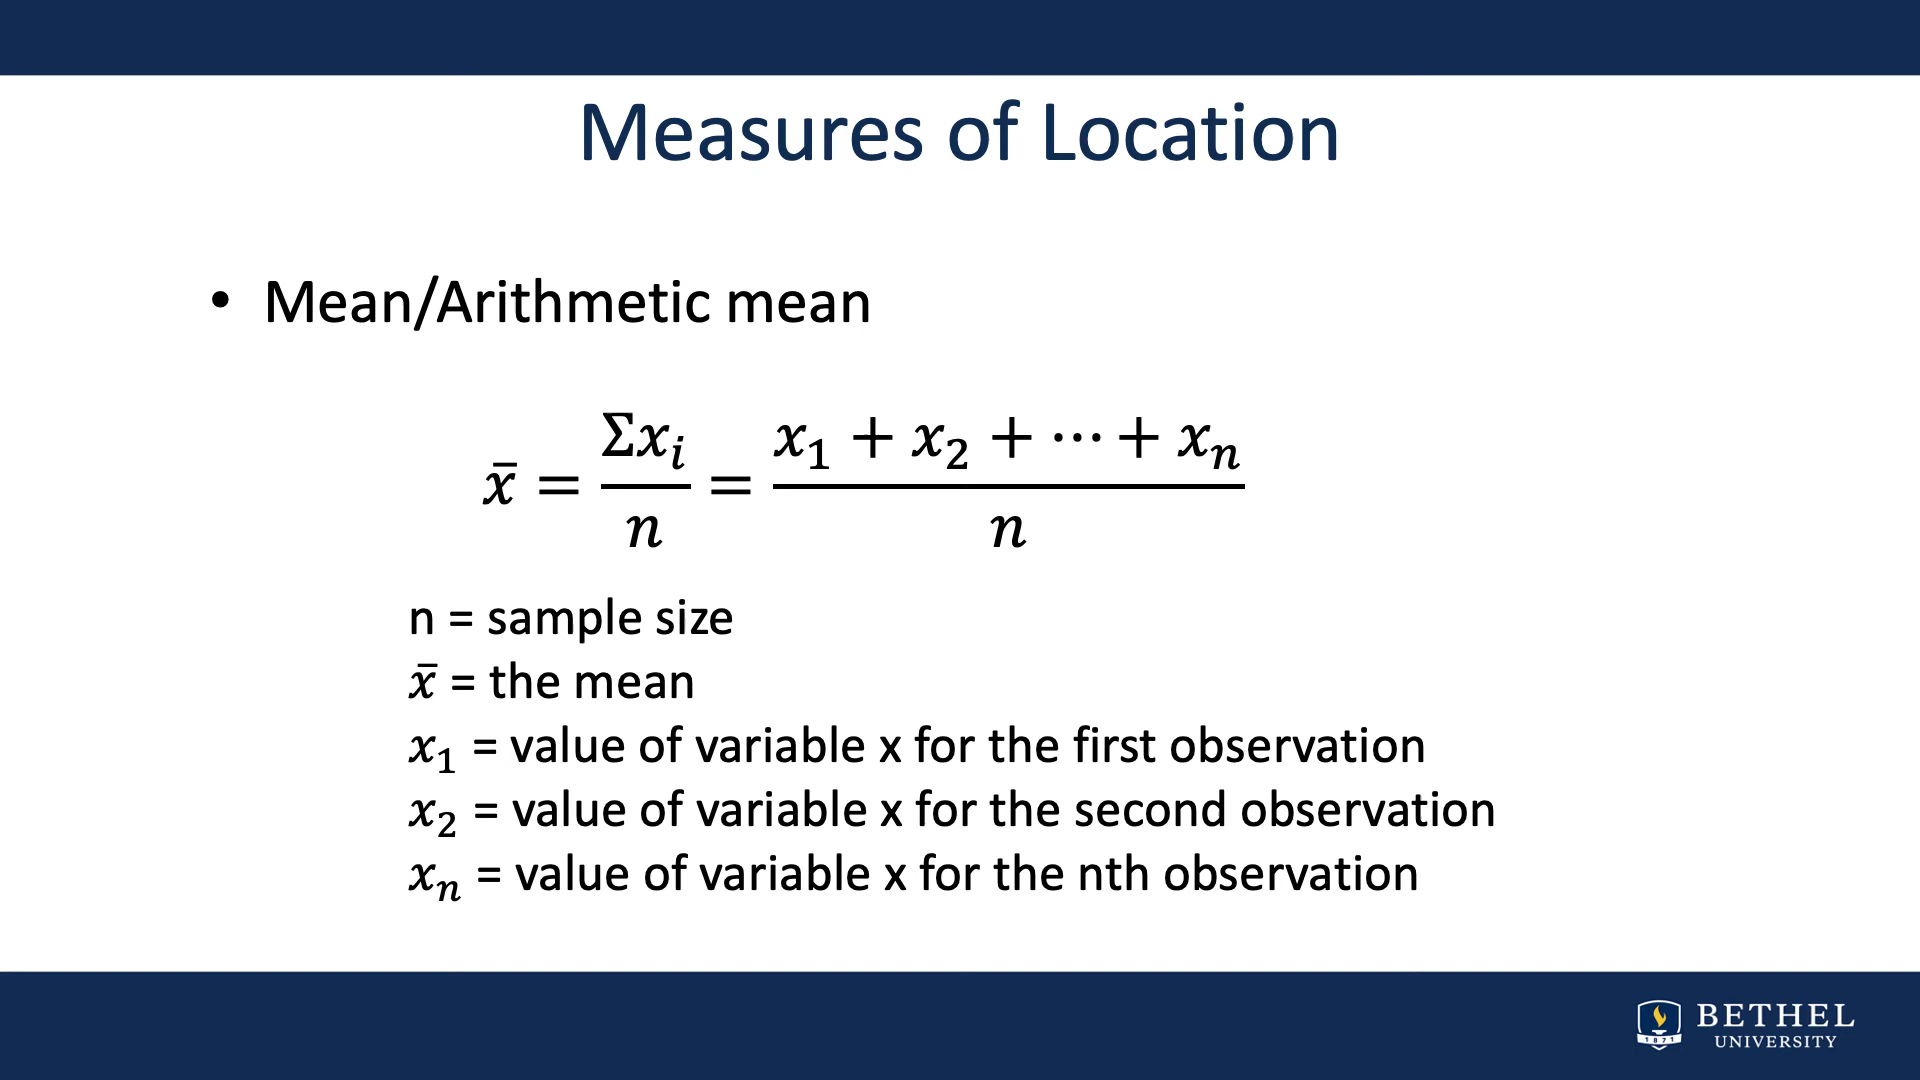 Measures of Location
• Mean/Arithmetic mean
x̄ = Σxᵢ/n = (x₁ + x₂ + ⋯ + xₙ)/n
n = sample size
x̄ = the mean
x₁ = value of variable x for the first observation
x₂ = value of variable x for the second observation
xₙ = value of variable x for the nth observation
1871
BETHEL
UNIVERSITY